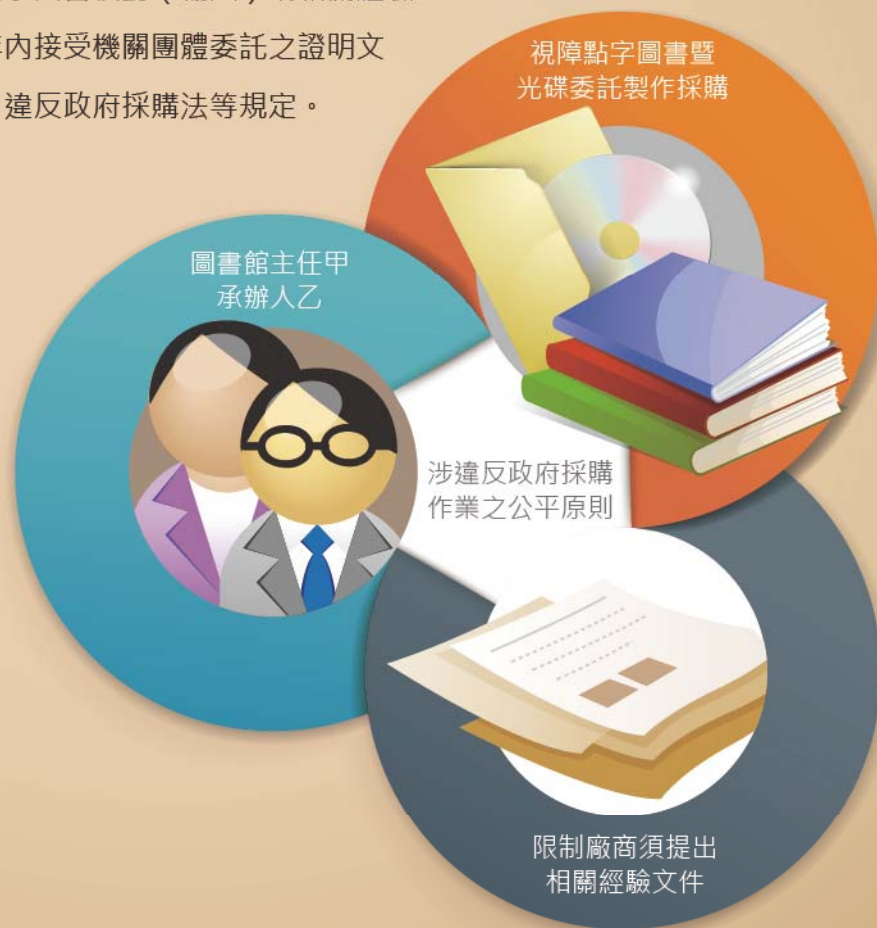 年內接受機關團體委託之證明文
違反政府採購法等規定。
視障點字圖書暨
光碟委託製作採購
圖書館主任甲
承辦人乙
涉違反政府採購
作業之公平原則
限制廠商須提出
相關經驗文件